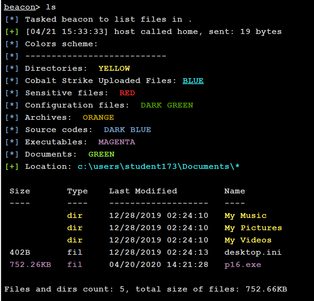 beacon> ls
[*] Tasked beacon to list files in .
[+] [04/21 15:33:33] host called home, sent: 19 bytes
[*] Colors scheme:
[*] --------------------------
[*] Directories:  YELLOW
[*] Cobalt Strike Uploaded Files: BLUE
[*] Sensitive files:  RED
[*] Configuration files:  DARK GREEN
[*] Archives:  ORANGE
[*] Source codes:  DARK BLUE
[*] Executables:  MAGENTA
[*] Documents:  GREEN
[+] Location: c:\users\student173\Documents\*
Size Type Last Modified Name
---- ---- ------------------- ----
dir 12/28/2019 02:24:10 My Music
dir 12/28/2019 02:24:10 My Pictures
dir 12/28/2019 02:24:10 My Videos
402B fil 12/28/2019 02:24:13 desktop.ini
752.26KB fil 04/20/2020 14:21:28 p16.exe
Files and dirs count: 5, total size of files: 752.66KB